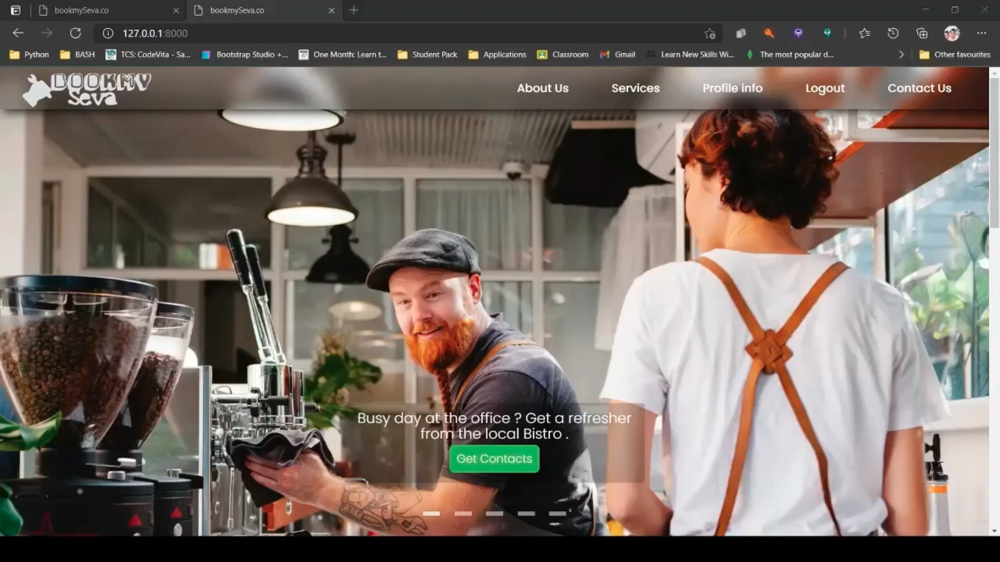 bookmySeva.co
bookmySeva.co
127.0.0.1:8000
Python
BASH
TCS: CodeVita - Sa...
Bootstrap Studio +...
One Month: Learn t...
Student Pack
Applications
Classroom
Gmail
Learn New Skills Wi...
The most popular d...
Other favourites
BOOKMY
Seva
About Us
Services
Profile info
Logout
Contact Us
Busy day at the office ? Get a refresher
from the local Bistro .
Get Contacts